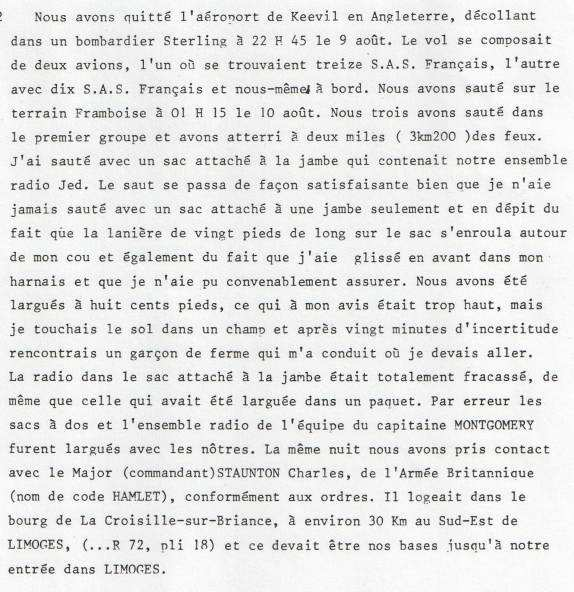 2    Nous avons quitté l'aéroport de Keevil en Angleterre, décollant
dans un bombardier Sterling à 22 H 45 le 9 août. Le vol se composait
de deux avions, l'un où se trouvaient treize S.A.S. Français, l'autre
avec dix S.A.S. Français et nous-même à bord. Nous avons sauté sur le
terrain Framboise à 01 H 15 le 10 août. Nous trois avons sauté dans
le premier groupe et avons atterri à deux miles ( 3km200 )des feux.
J'ai sauté avec un sac attaché à la jambe qui contenait notre ensemble
radio Jed. Le saut se passa de façon satisfaisante bien que je n'aie
jamais sauté avec un sac attaché à une jambe seulement et en dépit du
fait que la lanière de vingt pieds de long sur le sac s'enroula autour
de mon cou et également du fait que j'aie glissé en avant dans mon
harnais et que je n'aie pu convenablement assurer. Nous avons été
largués à huit cents pieds, ce qui à mon avis était trop haut, mais
je touchais le sol dans un champ et après vingt minutes d'incertitude
rencontrais un garçon de ferme qui m'a conduit où je devais aller.
La radio dans le sac attaché à la jambe était totalement fracassé, de
même que celle qui avait été larguée dans un paquet. Par erreur les
sacs à dos et l'ensemble radio de l'équipe du capitaine MONTGOMERY
furent largués avec les nôtres. La même nuit nous avons pris contact
avec le Major (commandant)STAUNTON Charles, de l'Armée Britannique
(nom de code HAMLET), conformément aux ordres. Il logeait dans le
bourg de La Croisille-sur-Briance, à environ 30 Km au Sud-Est de
LIMOGES, (...R 72, pli 18) et ce devait être nos bases jusqu'à notre
entrée dans LIMOGES.